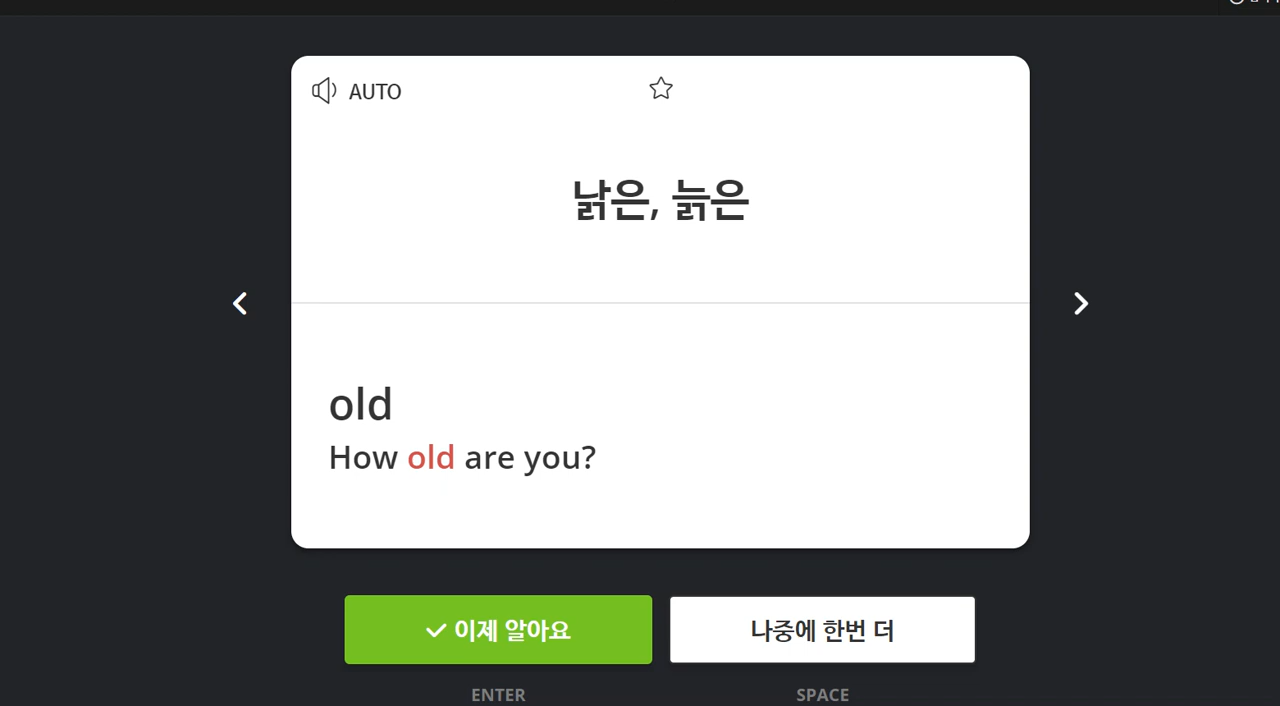 AUTO
낡은, 늙은
old
How old are you?
이제 알아요
나중에 한번 더
ENTER
SPACE